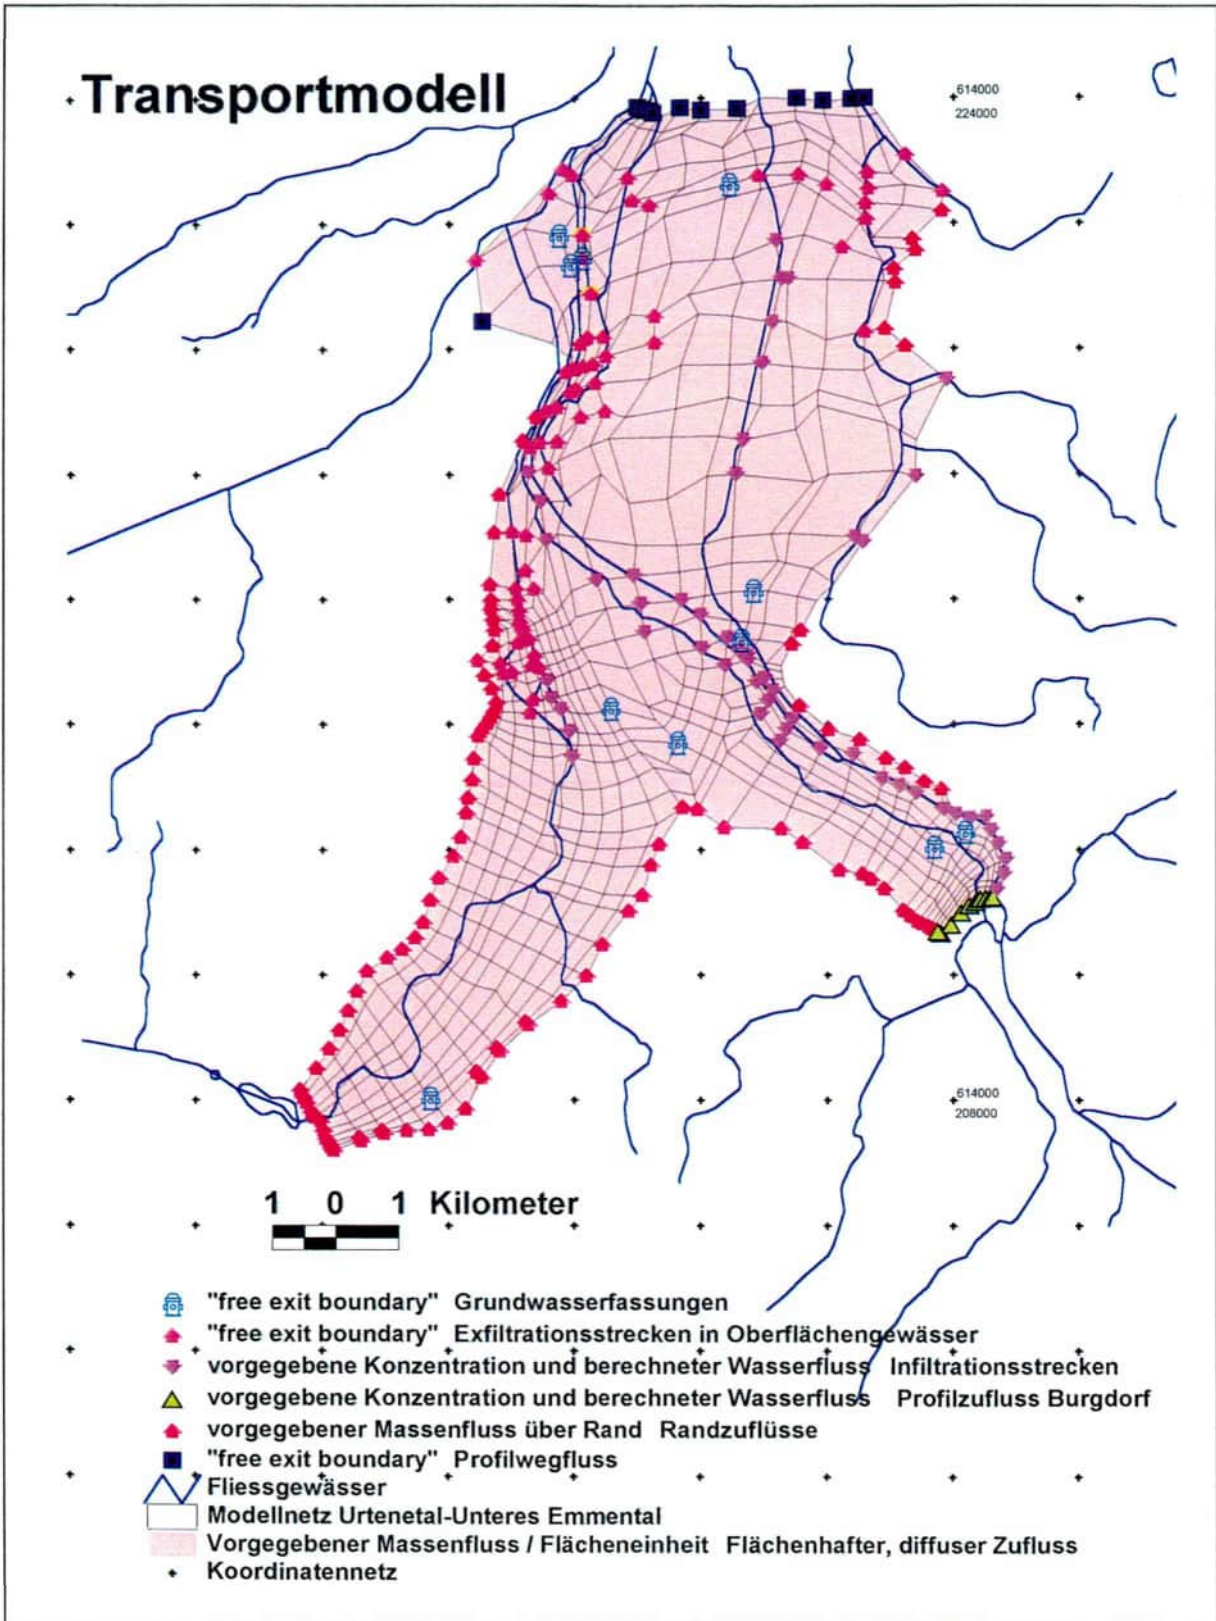 Transportmodell
614000
224000
614000
208000
1 0 1 Kilometer
"free exit boundary" Grundwasserfassungen
"free exit boundary" Exfiltrationsstrecken in Oberflächengewässer
vorgegebene Konzentration und berechneter Wasserfluss Infiltrationsstrecken
vorgegebene Konzentration und berechneter Wasserfluss Profilzufluss Burgdorf
vorgegebener Massenfluss über Rand Randzuflüsse
"free exit boundary" Profilwegfluss
Fliessgewässer
Modellnetz Urtenetal-Unteres Emmental
Vorgegebener Massenfluss / Flächeneinheit Flächenhafter, diffuser Zufluss
Koordinatennetz